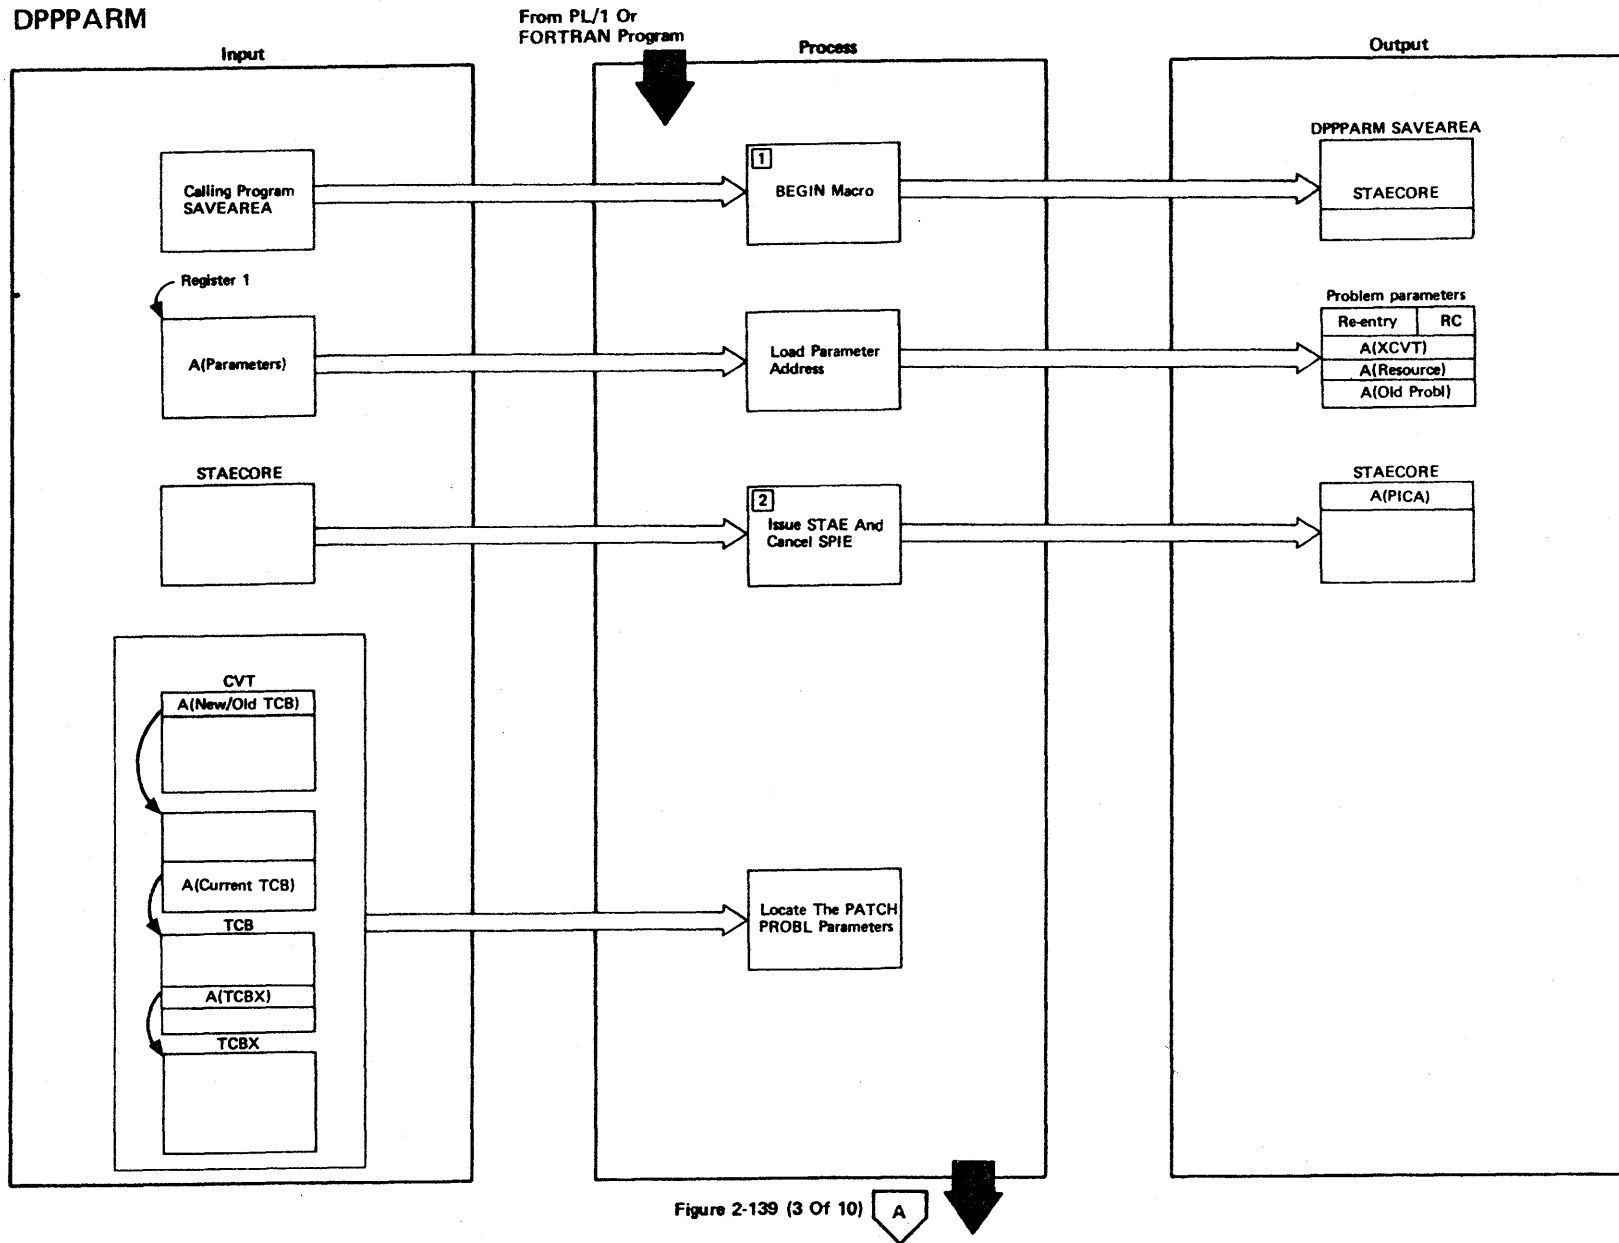 DPPPARM
From PL/1 Or
FORTRAN Program
Input
Process
Output
Calling Program
SAVEAREA
1
BEGIN Macro
DPPPARM SAVEAREA
STAECORE
Register 1
A(Parameters)
Load Parameter
Address
Problem parameters
Re-entry RC
A(XCVT)
A(Resource)
A(Old Probl)
STAECORE
2
Issue STAE And
Cancel SPIE
STAECORE
A(PICA)
CVT
A(New/Old TCB)
A(Current TCB)
TCB
A(TCBX)
TCBX
Locate The PATCH
PROBL Parameters
Figure 2-139 (3 Of 10)
A